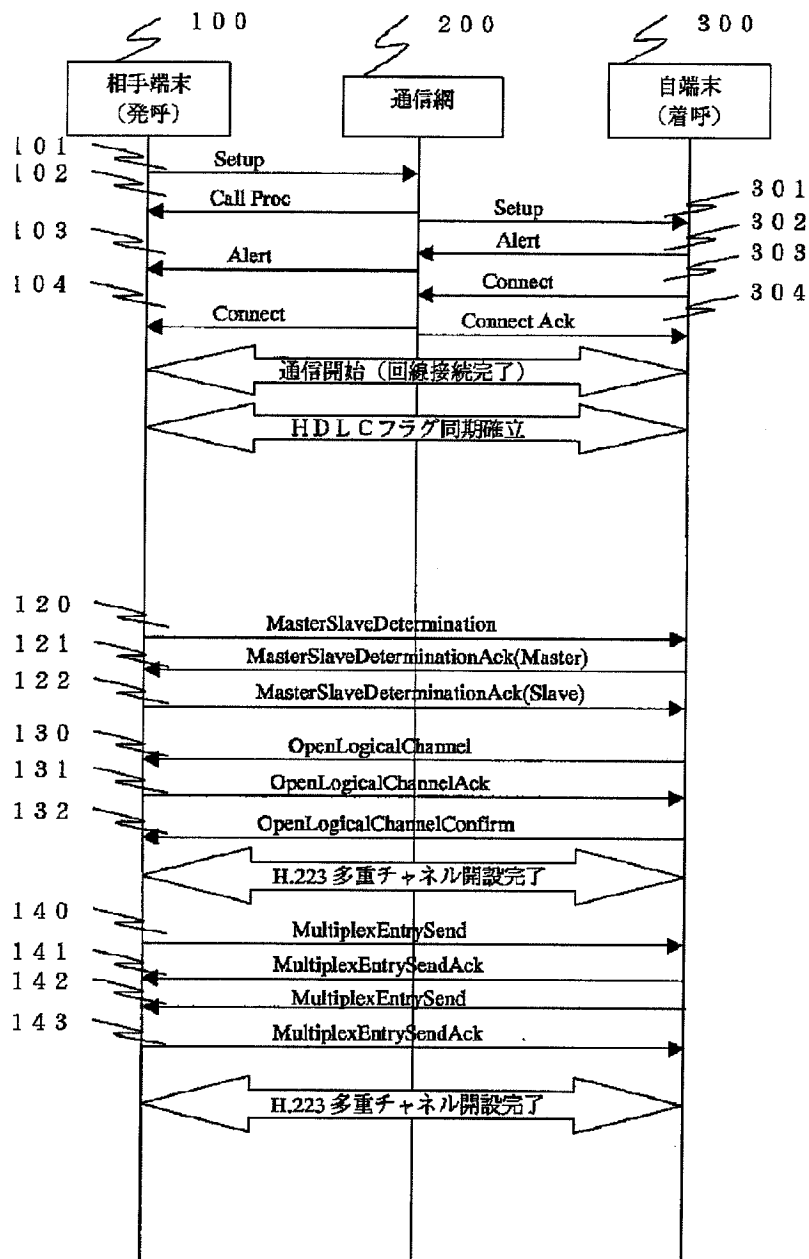 100
200
300
相手端末
(発呼)
通信網
自端末
(着呼)
101
Setup
102
Call Proc
Setup
301
302
103
Alert
Alert
303
104
Connect
Connect
304
Connect Ack
通信開始(回線接続完了)
HDLCフラグ同期確立
120
MasterSlaveDetermination
121
MasterSlaveDeterminationAck(Master)
122
MasterSlaveDeterminationAck(Slave)
130
OpenLogicalChannel
131
OpenLogicalChannelAck
132
OpenLogicalChannelConfirm
H.223 多重チャネル開設完了
140
MultiplexEntrySend
141
MultiplexEntrySendAck
142
MultiplexEntrySend
143
MultiplexEntrySendAck
H.223 多重チャネル開設完了